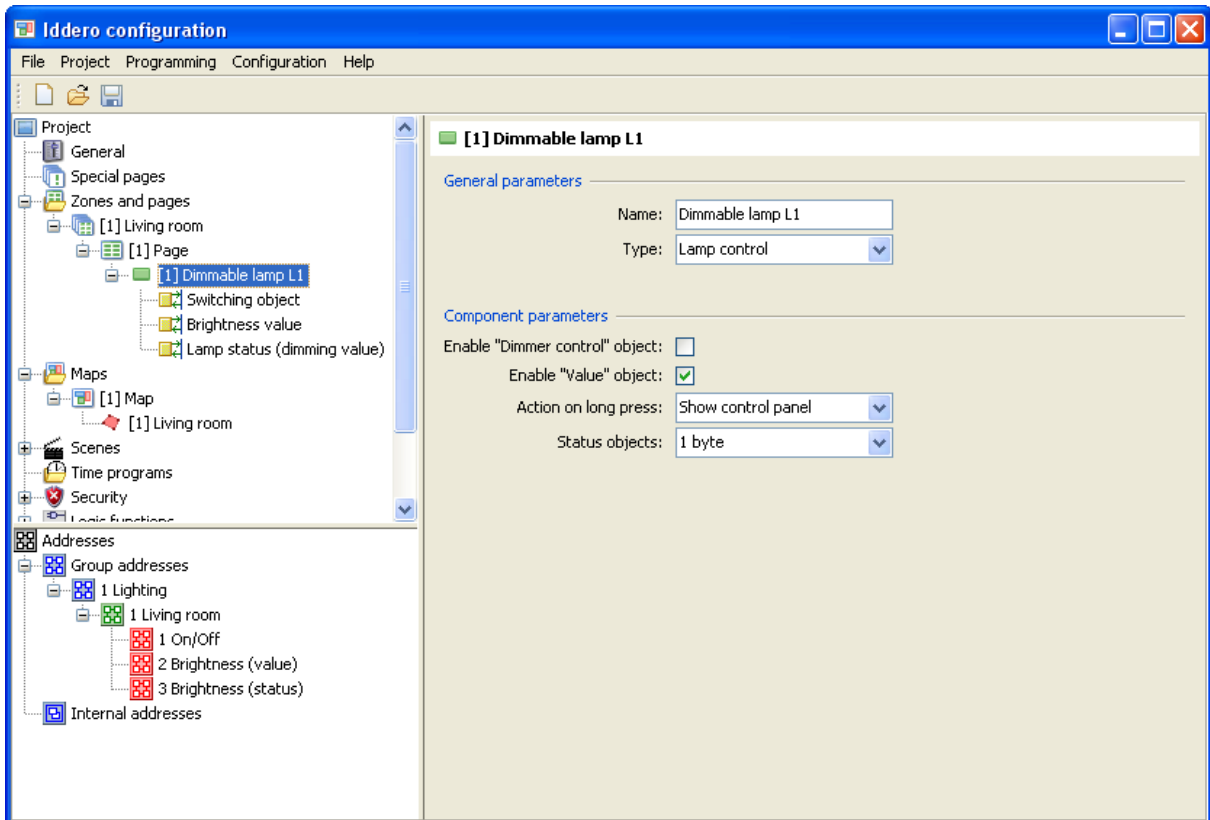 Iddero configuration
File Project Programming Configuration Help
Project
General
Special pages
Zones and pages
[1] Living room
[1] Page
[1] Dimmable lamp L1
Switching object
Brightness value
Lamp status (dimming value)
Maps
[1] Map
[1] Living room
Scenes
Time programs
Security
Logic functions
Addresses
Group addresses
1 Lighting
1 Living room
1 On/Off
2 Brightness (value)
3 Brightness (status)
Internal addresses
[1] Dimmable lamp L1
General parameters
Name: Dimmable lamp L1
Type: Lamp control
Component parameters
Enable "Dimmer control" object:
Enable "Value" object:
Action on long press: Show control panel
Status objects: 1 byte